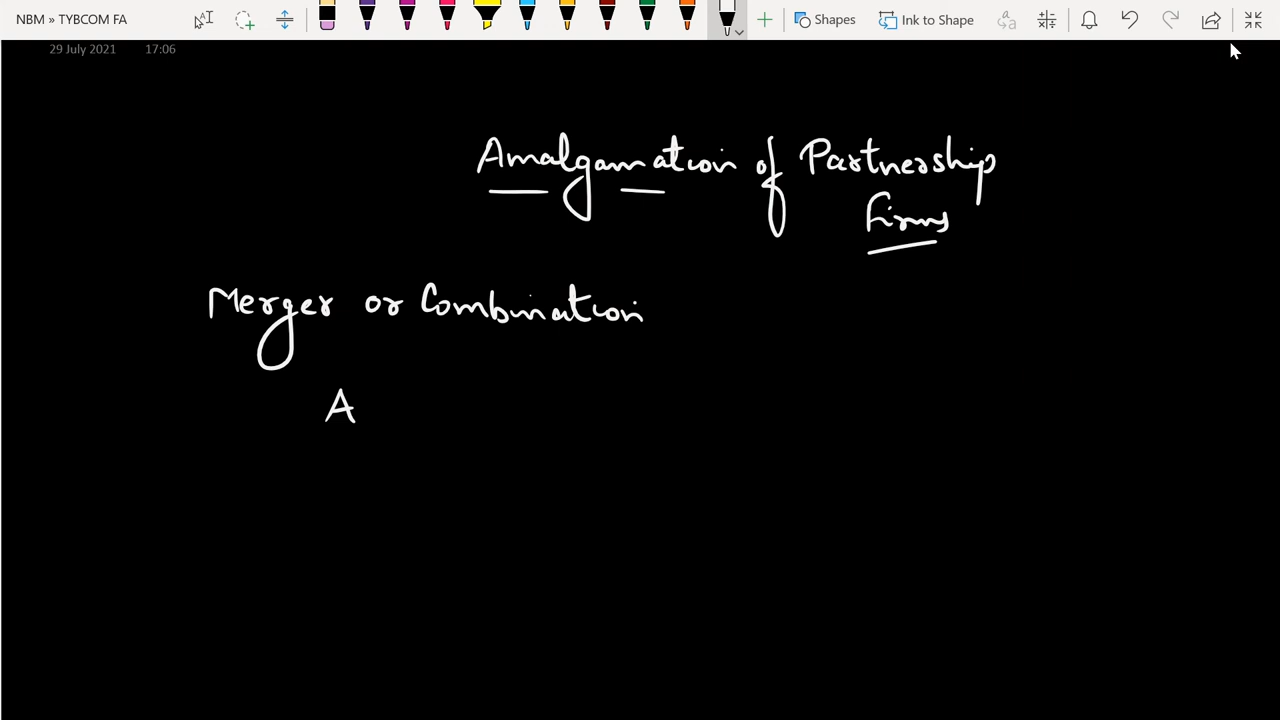 NBM » TYBCOM FA
Shapes
Ink to Shape
29 July 2021 17:06
Amalgamation of Partnership
Firms
Merger or Combination
A